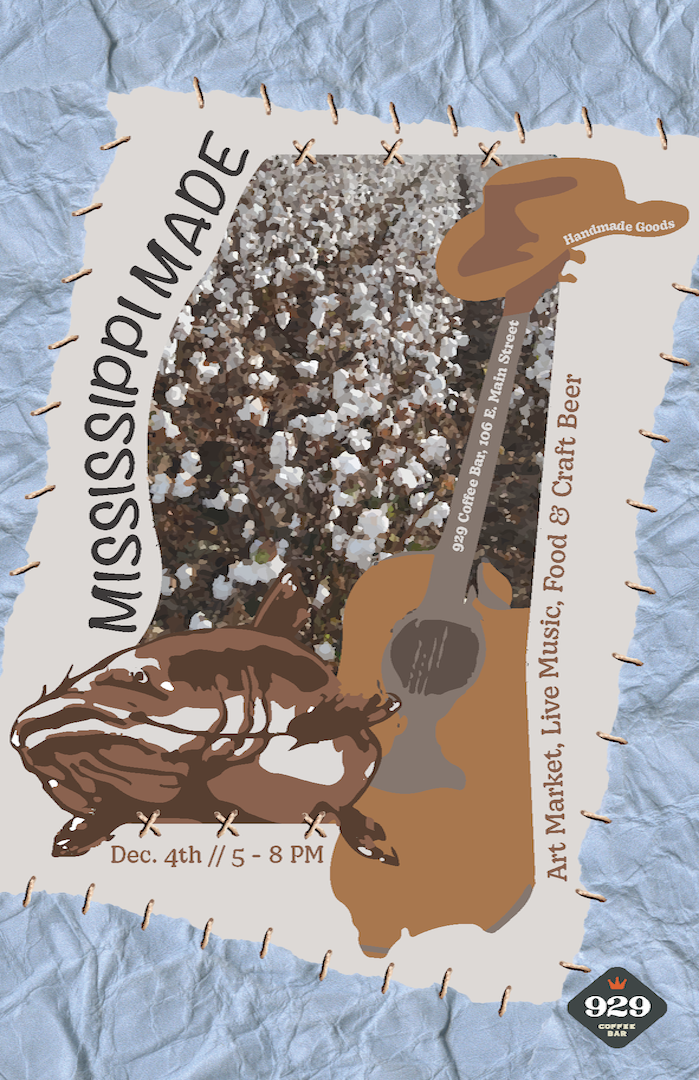 MISSISSIPPI MADE
Handmade Goods
929 Coffee Bar, 106 E. Main Street
Art Market, Live Music, Food & Craft Beer
Dec. 4th // 5 - 8 PM
929
COFFEE
BAR